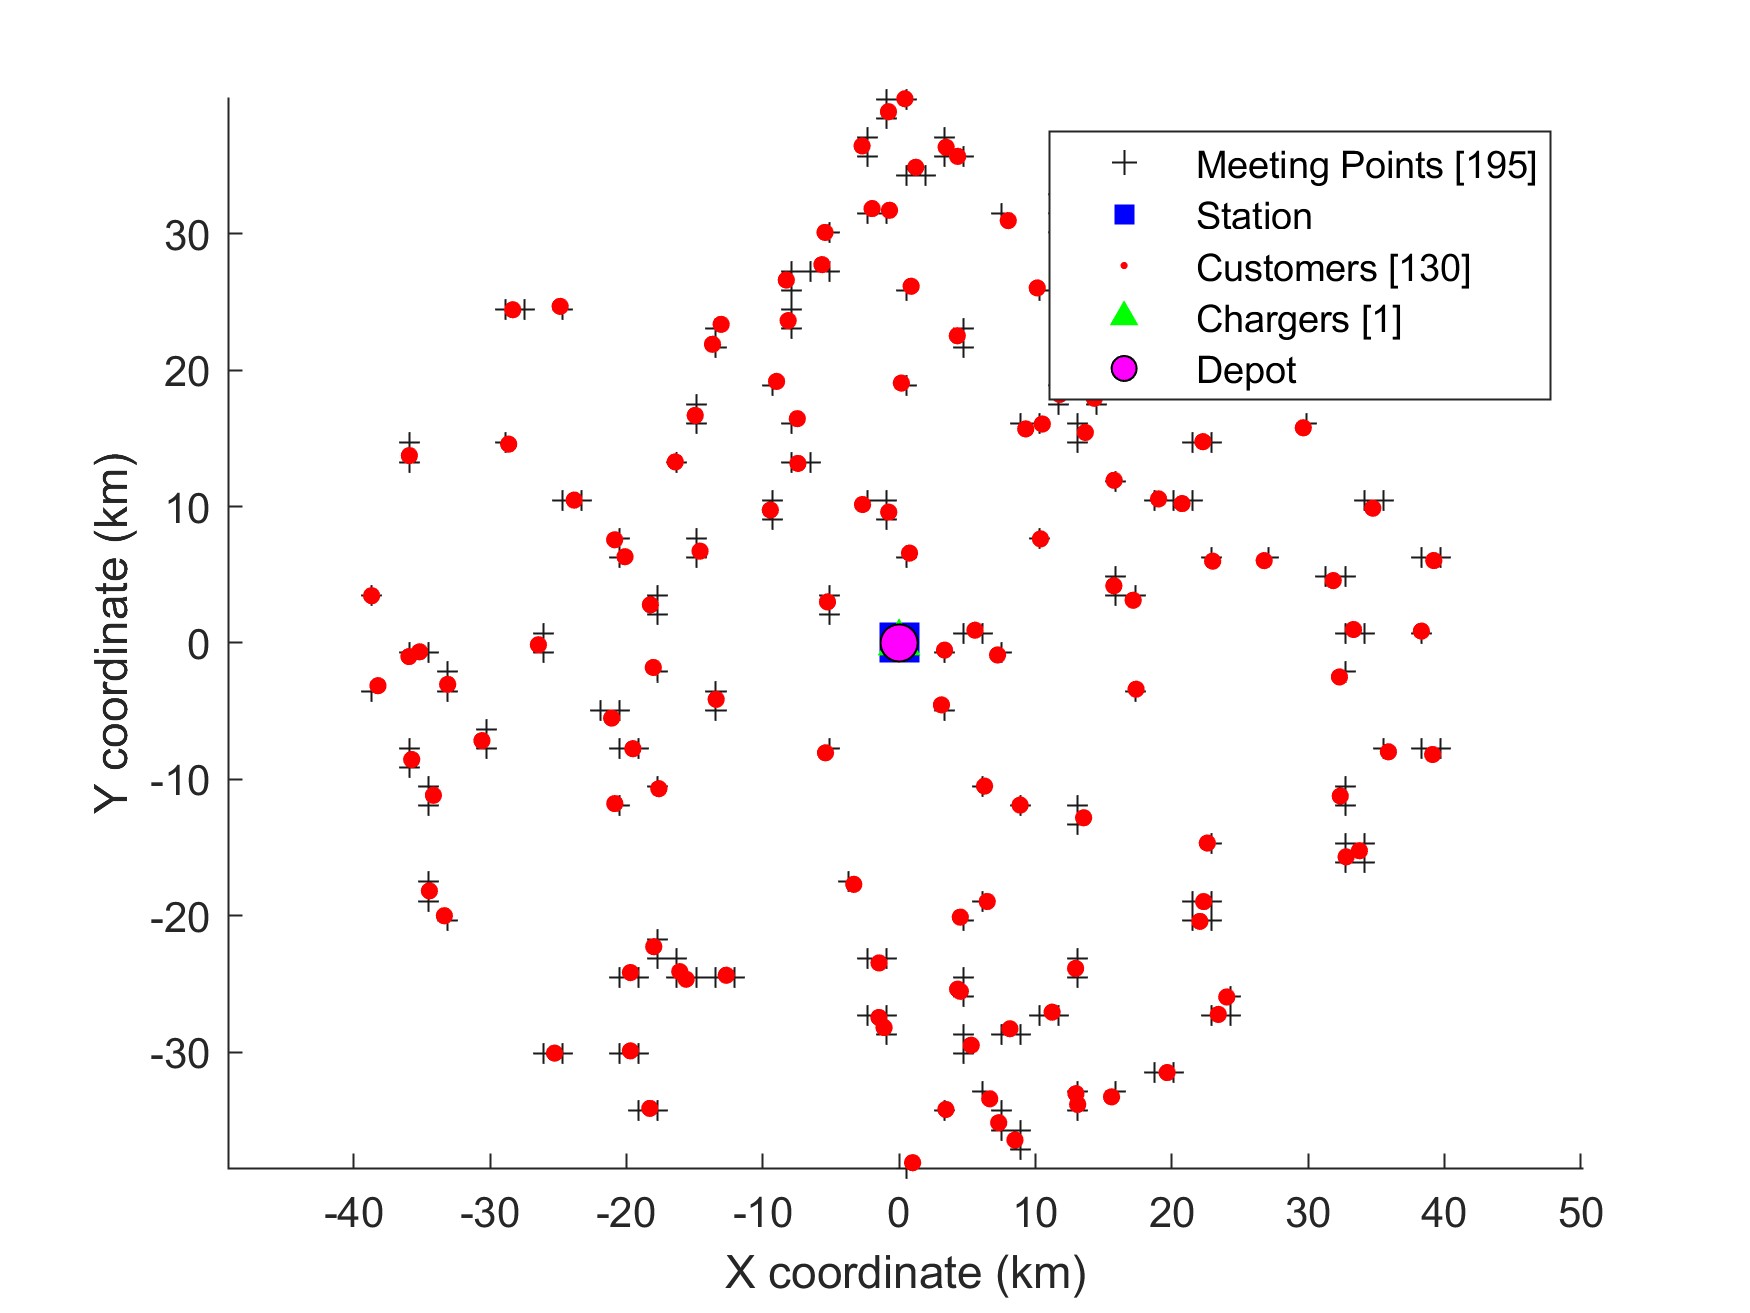 Meeting Points [195]
Station
Customers [130]
Chargers [1]
Depot
30
20
10
0
-10
-20
-30
Y coordinate (km)
-40 -30 -20 -10 0 10 20 30 40 50
X coordinate (km)